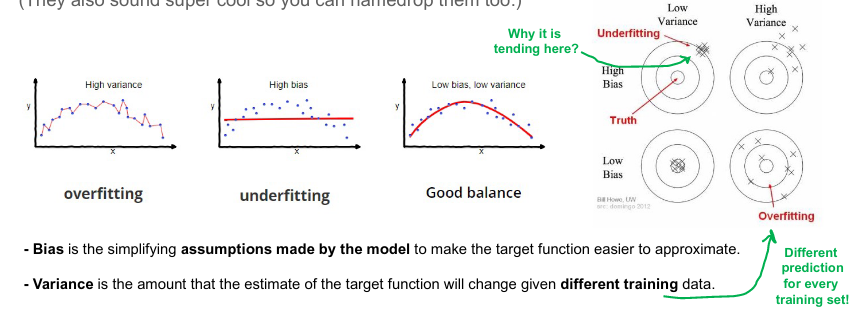 (They also sound super cool so you can namedrop them too!)
Low
Variance
High
Variance
Why it is
tending here?
Underfitting
High
Bias
Truth
High variance
y
x
overfitting
High bias
y
x
underfitting
Low bias, low variance
y
x
Good balance
Low
Bias
Bill Howe, UW
Overfitting
- Bias is the simplifying assumptions made by the model to make the target function easier to approximate.
- Variance is the amount that the estimate of the target function will change given different training data.
Different
prediction
for every
training set!